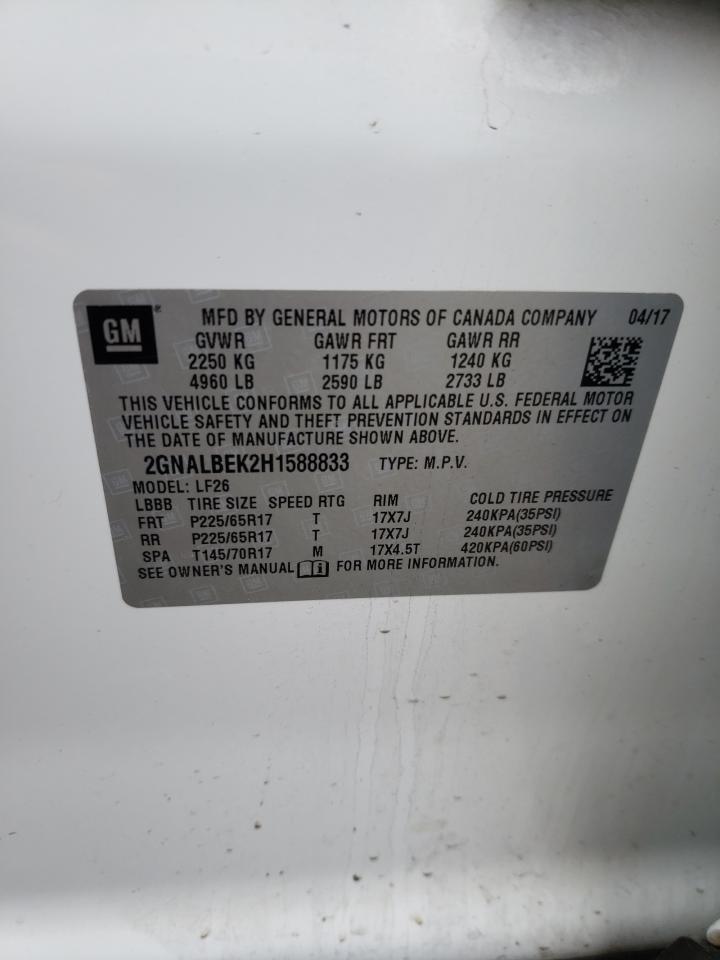 GM MFD BY GENERAL MOTORS OF CANADA COMPANY 04/17
GVWR GAWR FRT GAWR RR
2250 KG 1175 KG 1240 KG
4960 LB 2590 LB 2733 LB
THIS VEHICLE CONFORMS TO ALL APPLICABLE U.S. FEDERAL MOTOR
VEHICLE SAFETY AND THEFT PREVENTION STANDARDS IN EFFECT ON
THE DATE OF MANUFACTURE SHOWN ABOVE.
2GNALBEK2H1588833 TYPE: M.P.V.
MODEL: LF26
LBBB TIRE SIZE SPEED RTG RIM COLD TIRE PRESSURE
FRT P225/65R17 T 17X7J 240KPA(35PSI)
RR P225/65R17 T 17X7J 240KPA(35PSI)
SPA T145/70R17 M 17X4.5T 420KPA(60PSI)
SEE OWNER'S MANUAL FOR MORE INFORMATION.